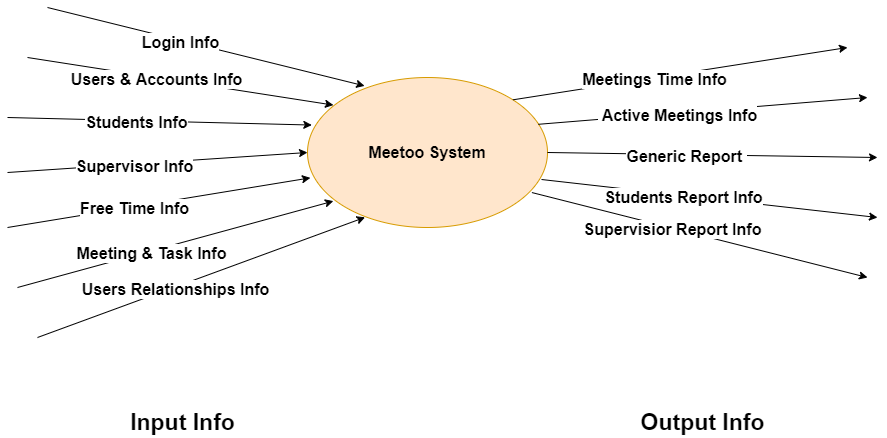 Login Info
Users & Accounts Info
Students Info
Supervisor Info
Free Time Info
Meeting & Task Info
Users Relationships Info
Meetoo System
Meetings Time Info
Active Meetings Info
Generic Report
Students Report Info
Supervisior Report Info
Input Info
Output Info